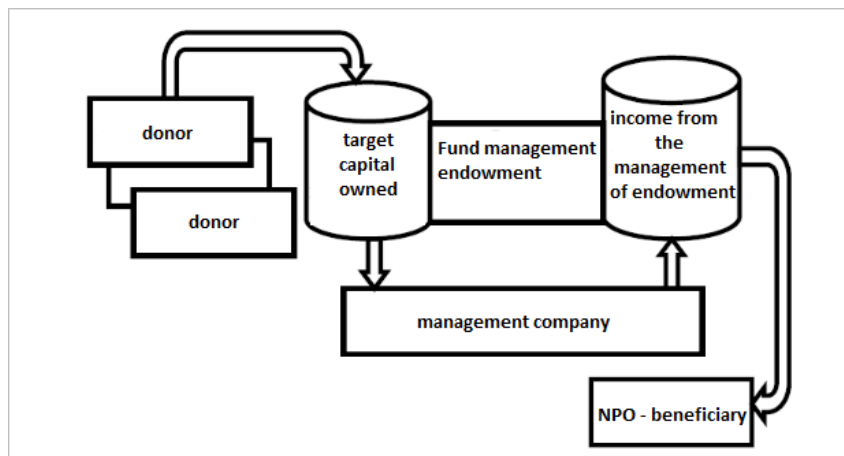 donor
donor
target
capital
owned
Fund management
endowment
income from
the
management
of endowment
management company
NPO - beneficiary